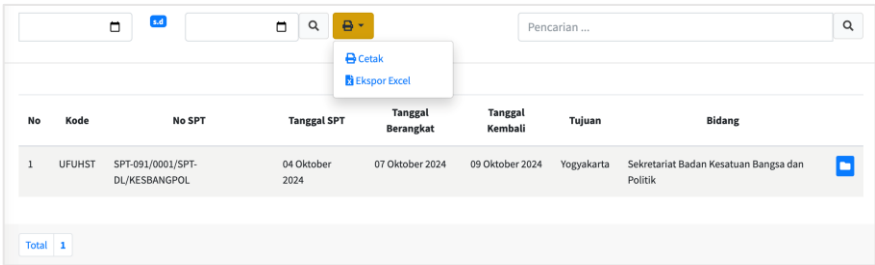 s.d
Pencarian ...
Cetak
Ekspor Excel
No Kode No SPT Tanggal SPT Tanggal Berangkat Tanggal Kembali Tujuan Bidang
1 UFUHST SPT-091/0001/SPT-DL/KESBANGPOL 04 Oktober 2024 07 Oktober 2024 09 Oktober 2024 Yogyakarta Sekretariat Badan Kesatuan Bangsa dan Politik
Total 1